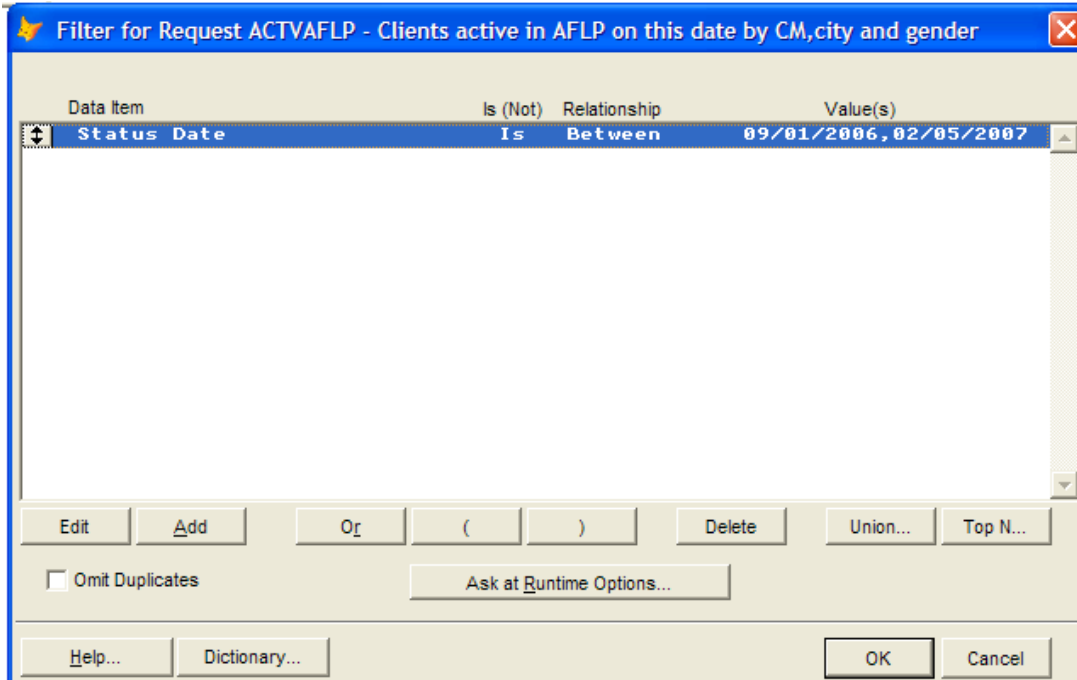 Filter for Request ACTVAFLP - Clients active in AFLP on this date by CM,city and gender
Data Item Is (Not) Relationship Value(s)
Status Date Is Between 09/01/2006,02/05/2007
Edit Add Or ( ) Delete Union... Top N...
Omit Duplicates Ask at Runtime Options...
Help... Dictionary... OK Cancel